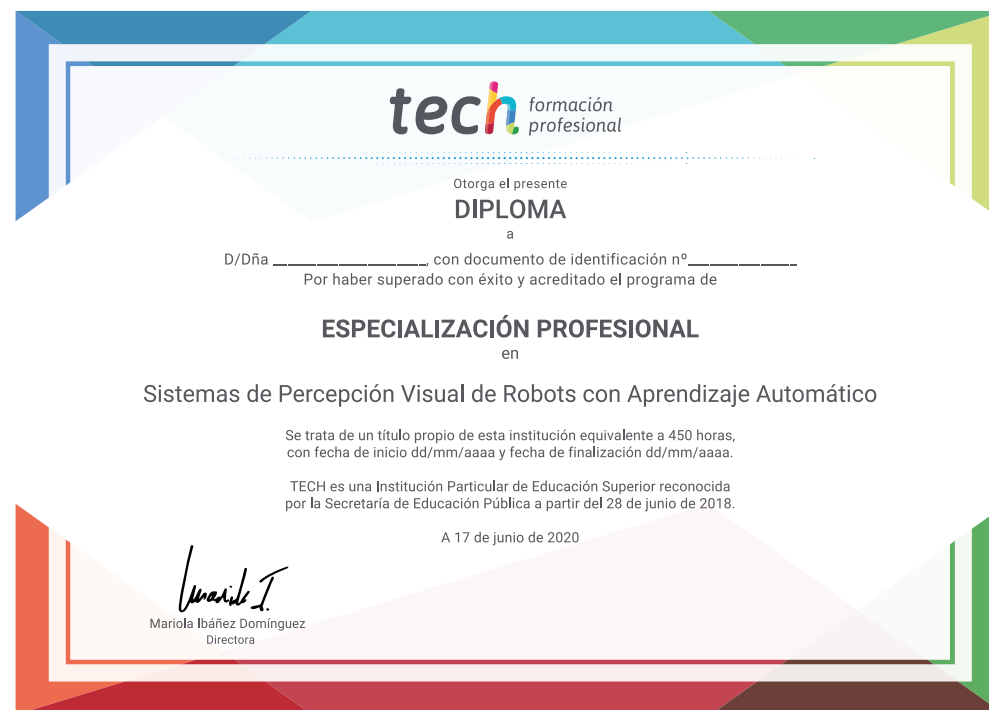 tech formación
profesional
Otorga el presente
DIPLOMA
a
D/Dña ____________________, con documento de identificación nº______________
Por haber superado con éxito y acreditado el programa de
ESPECIALIZACIÓN PROFESIONAL
en
Sistemas de Percepción Visual de Robots con Aprendizaje Automático
Se trata de un título propio de esta institución equivalente a 450 horas,
con fecha de inicio dd/mm/aaaa y fecha de finalización dd/mm/aaaa.
TECH es una Institución Particular de Educación Superior reconocida
por la Secretaría de Educación Pública a partir del 28 de junio de 2018.
A 17 de junio de 2020
Mariola Ibáñez Domínguez
Directora